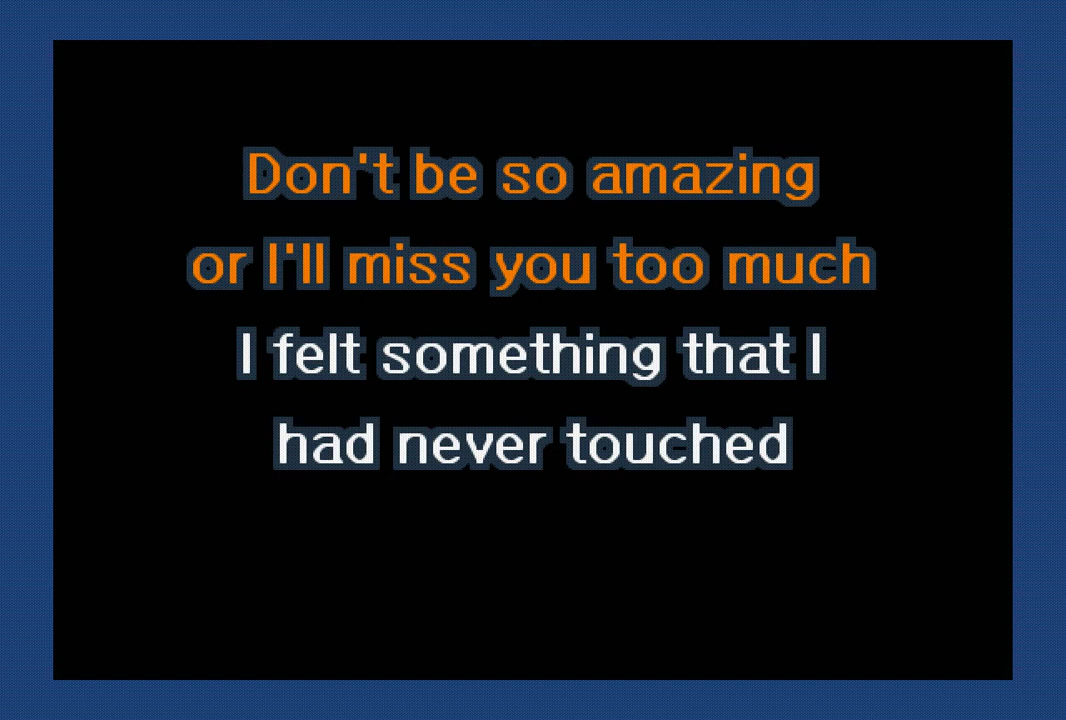 Don't be so amazing
or I'll miss you too much
I felt something that I
had never touched